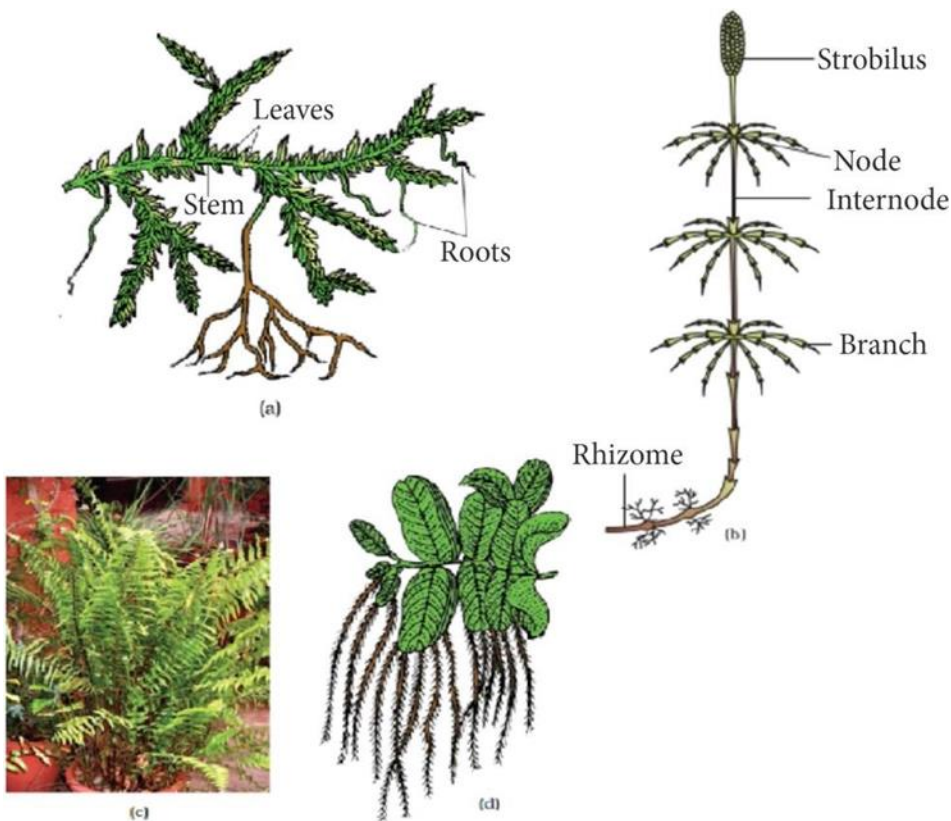 Leaves
Stem
Roots
(a)
Strobilus
Node
Internode
Branch
Rhizome
(b)
(c)
(d)